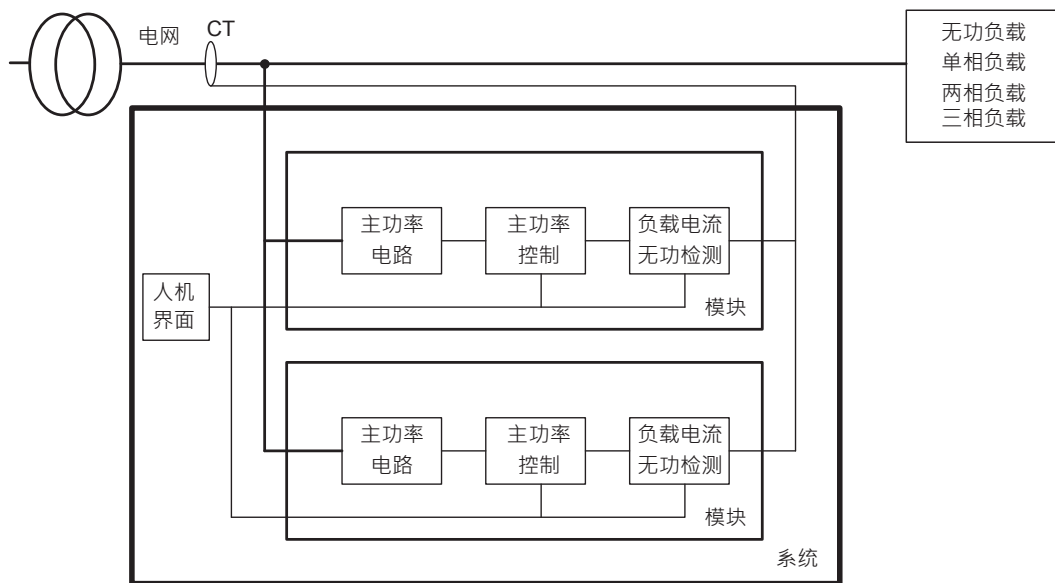 电网
CT
无功负载
单相负载
两相负载
三相负载
主功率
电路
主功率
控制
负载电流
无功检测
模块
人机
界面
主功率
电路
主功率
控制
负载电流
无功检测
模块
系统